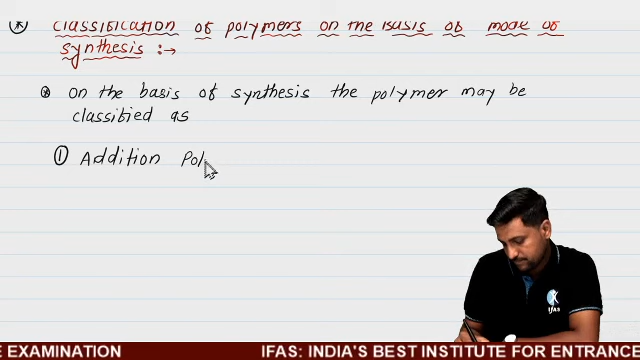 Classification of polymers on the Basis of mode of
synthesis :→
on the basis of synthesis the polymer may be
classified as
① Addition Pol
ifas
E EXAMINATION IFAS: INDIA'S BEST INSTITUTE FOR ENTRANCE